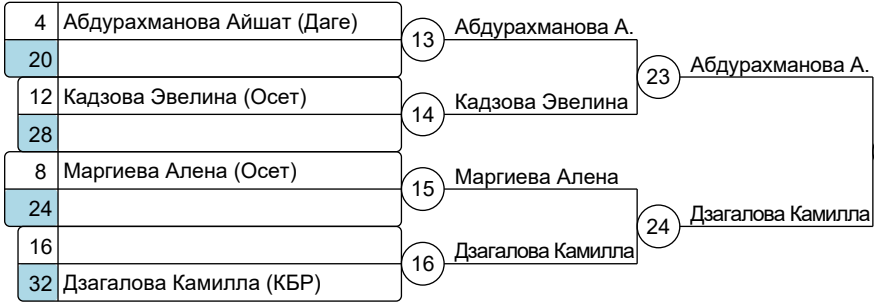 4 Абдурахманова Айшат (Даге)
20
12 Кадзова Эвелина (Осет)
28
8 Маргиева Алена (Осет)
24
16
32 Дзагалова Камилла (КБР)
13 Абдурахманова А.
14 Кадзова Эвелина
15 Маргиева Алена
16 Дзагалова Камилла
23 Абдурахманова А.
24 Дзагалова Камилла